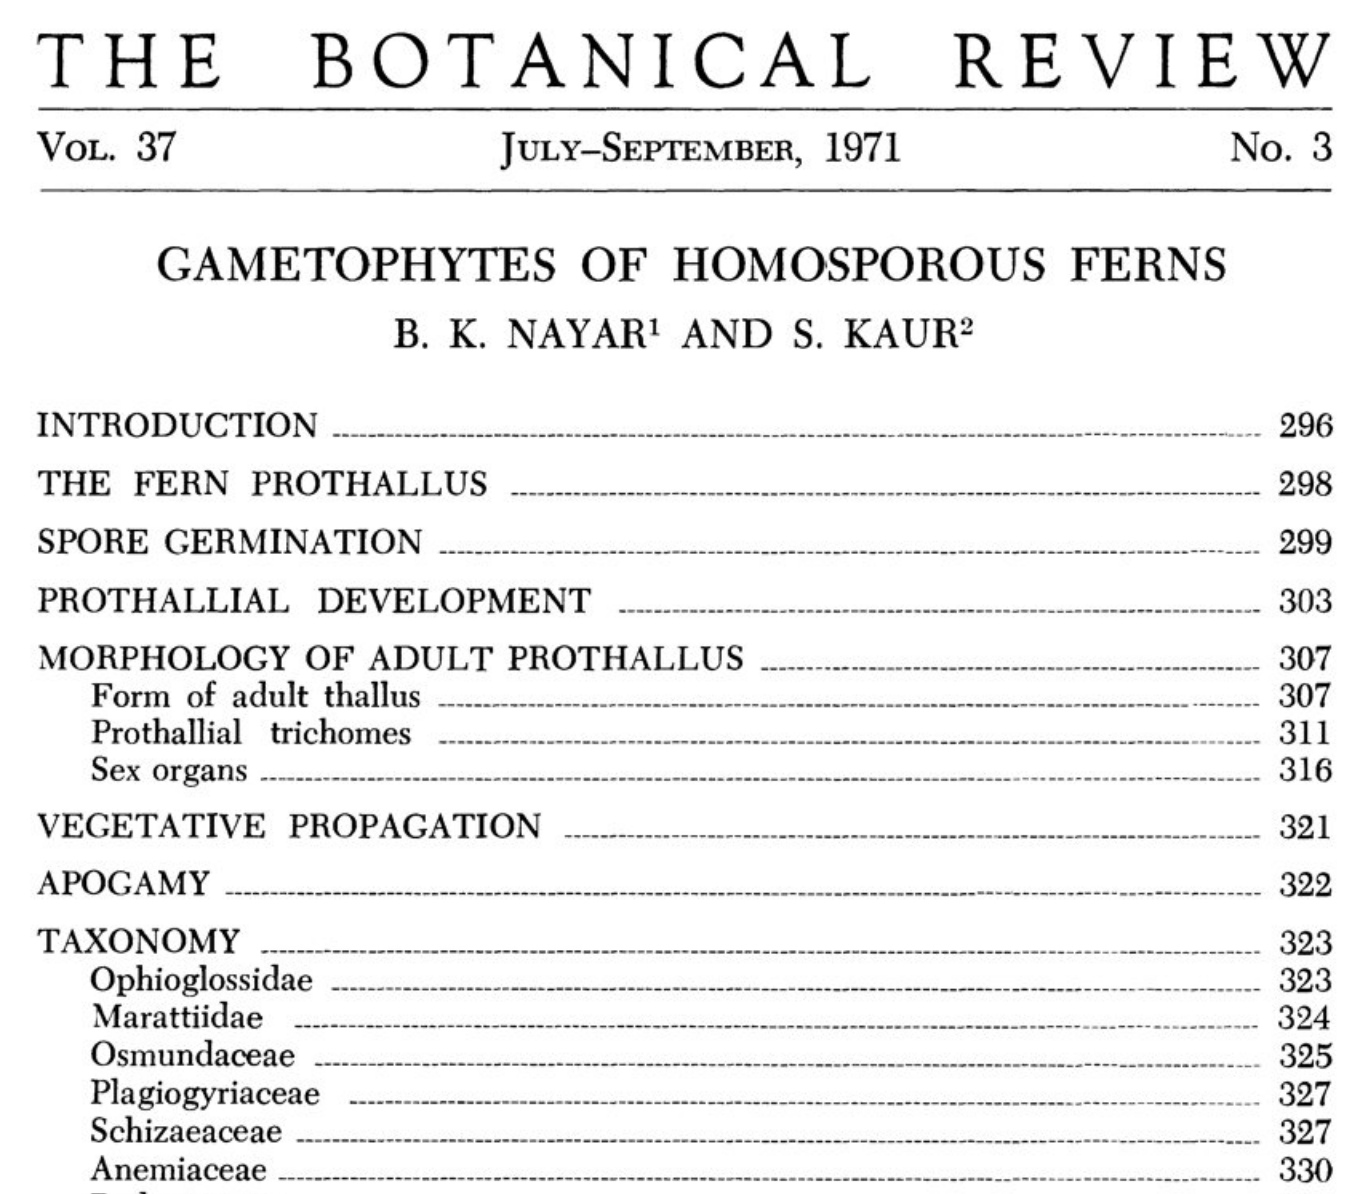 THE BOTANICAL REVIEW
VOL. 37 JULY–SEPTEMBER, 1971 No. 3
GAMETOPHYTES OF HOMOSPOROUS FERNS
B. K. NAYAR¹ AND S. KAUR²
INTRODUCTION 296
THE FERN PROTHALLUS 298
SPORE GERMINATION 299
PROTHALLIAL DEVELOPMENT 303
MORPHOLOGY OF ADULT PROTHALLUS 307
Form of adult thallus 307
Prothallial trichomes 311
Sex organs 316
VEGETATIVE PROPAGATION 321
APOGAMY 322
TAXONOMY 323
Ophioglossidae 323
Marattiidae 324
Osmundaceae 325
Plagiogyriaceae 327
Schizaeaceae 327
Anemiaceae 330